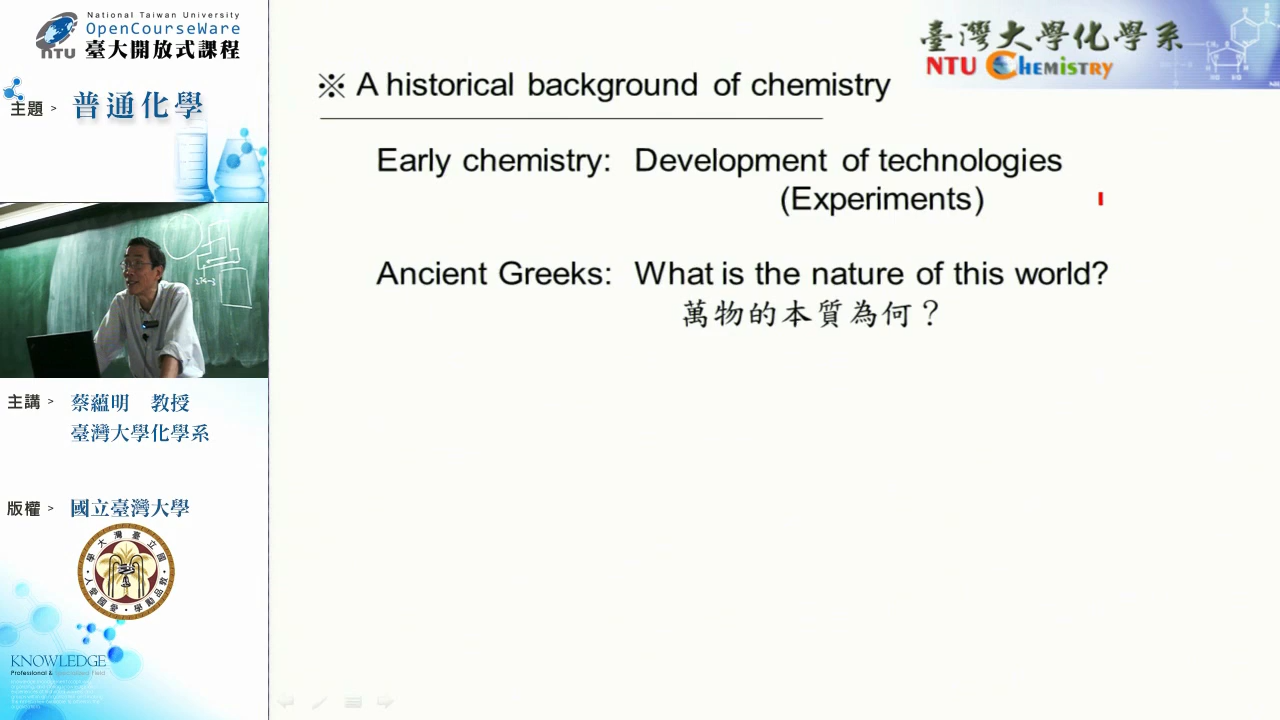 National Taiwan University
OpenCourseWare
NTU 臺大開放式課程
主題 > 普通化學
主講 > 蔡蘊明 教授
臺灣大學化學系
版權 > 國立臺灣大學
KNOWLEDGE
臺灣大學化學系
NTU Chemistry
※ A historical background of chemistry
Early chemistry: Development of technologies
(Experiments)
Ancient Greeks: What is the nature of this world?
萬物的本質為何？